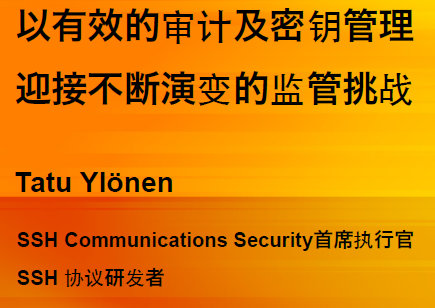 以有效的审计及密钥管理
迎接不断演变的监管挑战
Tatu Ylönen
SSH Communications Security首席执行官
SSH 协议研发者